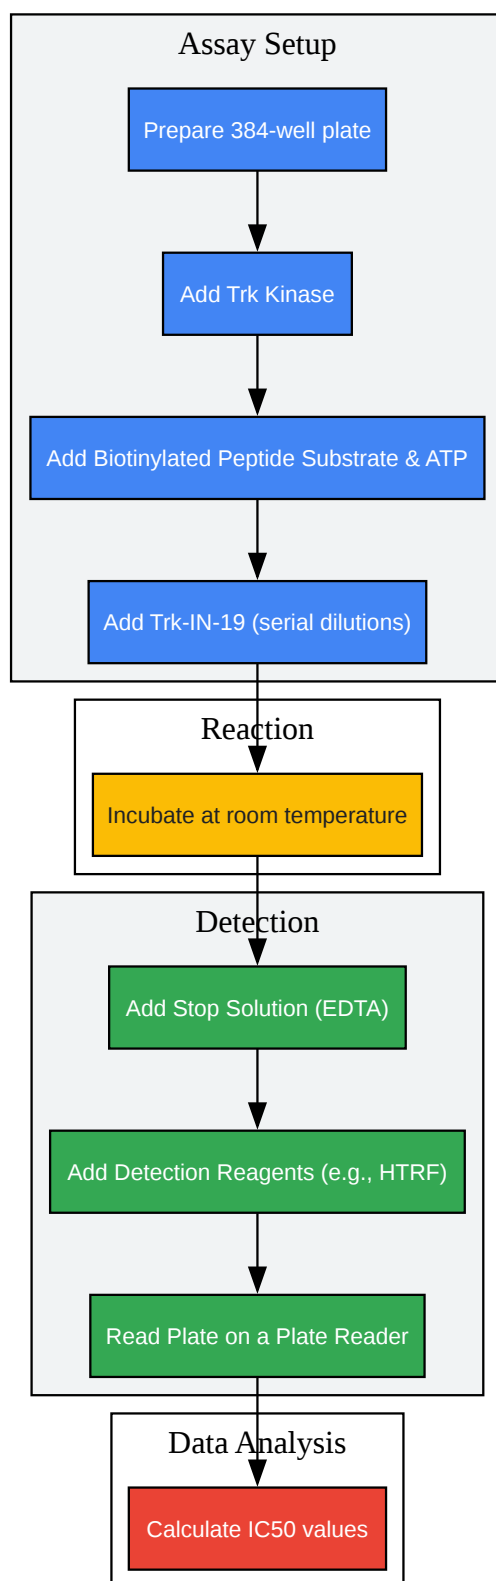 Assay Setup
Prepare 384-well plate
Add Trk Kinase
Add Biotinylated Peptide Substrate & ATP
Add Trk-IN-19 (serial dilutions)
Reaction
Incubate at room temperature
Detection
Add Stop Solution (EDTA)
Add Detection Reagents (e.g., HTRF)
Read Plate on a Plate Reader
Data Analysis
Calculate IC50 values